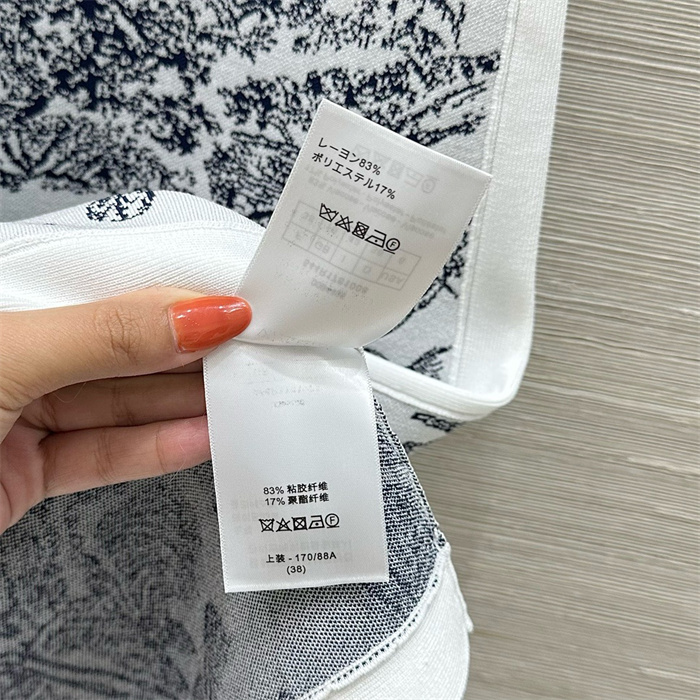 レーヨン83%
ポリエステル17%
83% 粘胶纤维
17% 聚酯纤维
上装 - 170/88A
(38)